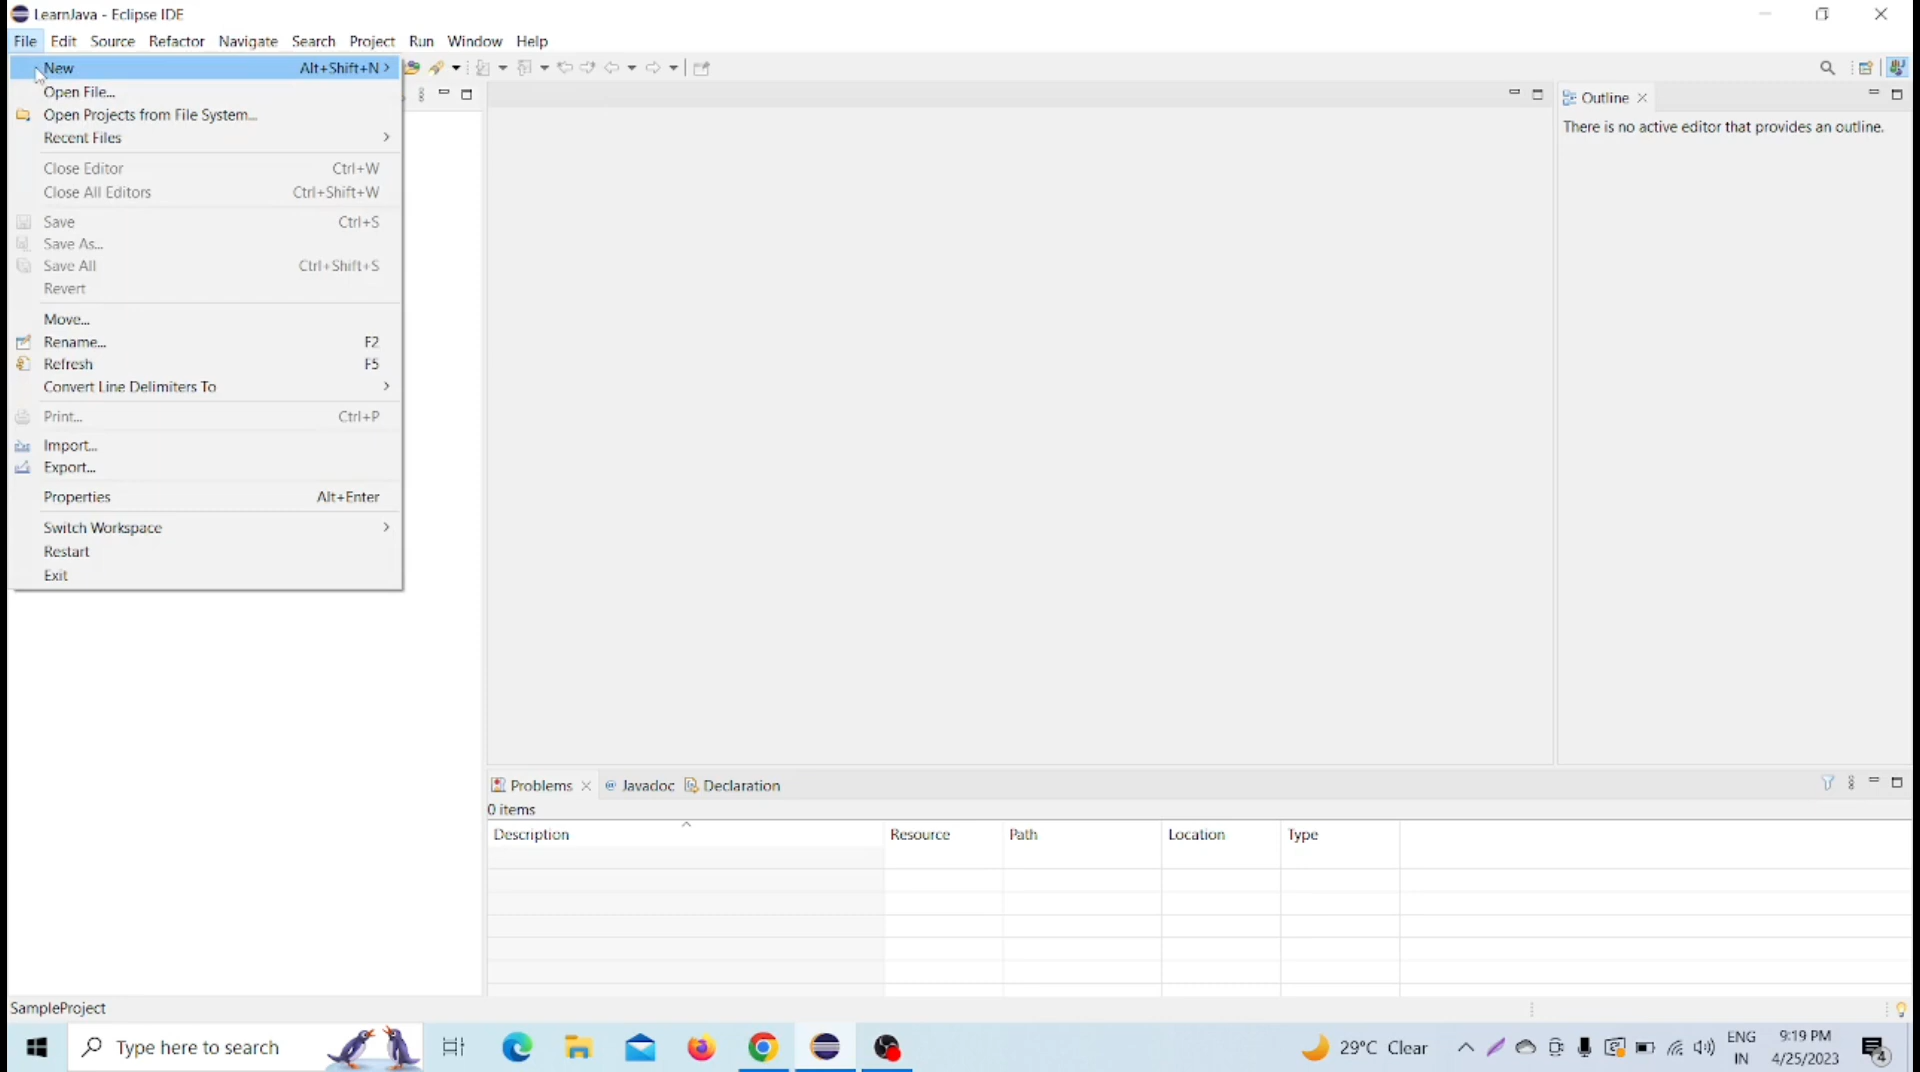 LearnJava - Eclipse IDE
File Edit Source Refactor Navigate Search Project Run Window Help
New Alt+Shift+N
Open File...
Open Projects from File System...
Recent Files
Close Editor Ctrl+W
Close All Editors Ctrl+Shift+W
Save Ctrl+S
Save As...
Save All Ctrl+Shift+S
Revert
Move...
Rename... F2
Refresh F5
Convert Line Delimiters To
Print... Ctrl+P
Import...
Export...
Properties Alt+Enter
Switch Workspace
Restart
Exit
Outline
There is no active editor that provides an outline.
Problems Javadoc Declaration
0 items
Description Resource Path Location Type
SampleProject
Type here to search
29°C Clear
ENG
IN
9:19 PM
4/25/2023
4